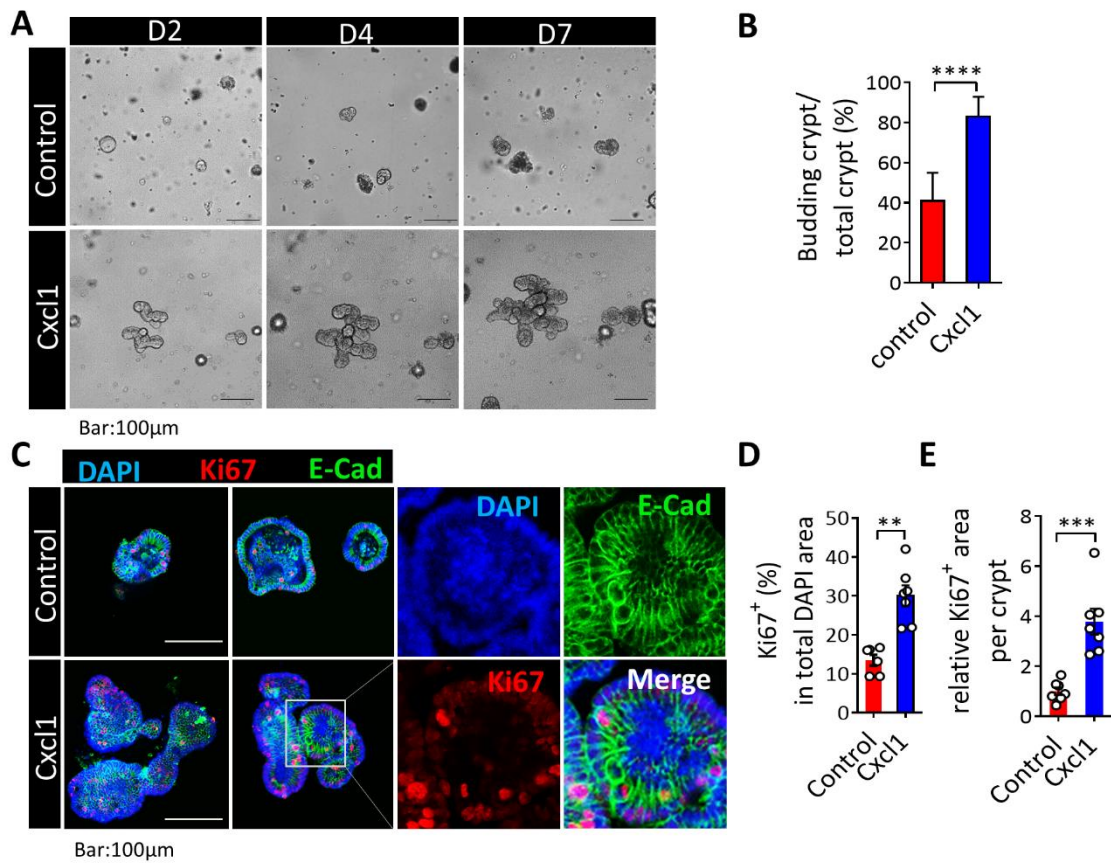 A
D2
D4
D7
Control
Cxcl1
Bar:100μm
B
Budding crypt/
total crypt (%)
100
80
60
40
20
0
****
control
Cxcl1
C
DAPI Ki67 E-Cad
Control
Cxcl1
DAPI
E-Cad
Ki67
Merge
Bar:100μm
D
Ki67⁺ (%)
in total DAPI area
50
40
30
20
10
0
**
Control
Cxcl1
E
relative Ki67⁺ area
per crypt
8
6
4
2
0
***
Control
Cxcl1